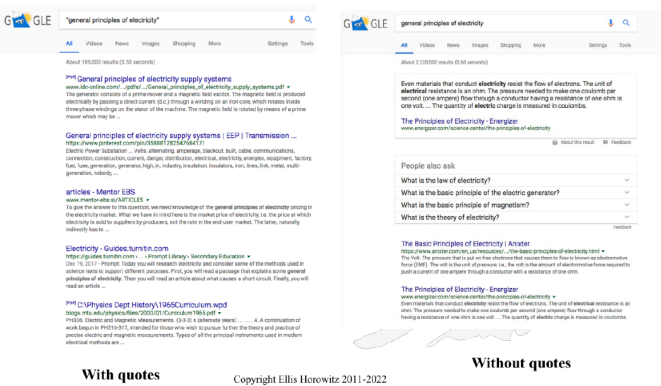 G GLE
"general principles of electricity"
All Videos News Images Shopping More Settings Tools
About 189,000 results (0.55 seconds)
[PDF] General principles of electricity supply systems
www.idc-online.com/.../pdfs/.../General_principles_of_electricity_supply_systems.pdf
The generator consists of a prime-mover and a magnetic field excitor. The magnetic field is produced
electrically by passing a direct current (d.c.) through a winding on an iron core, which rotates inside
three-phase windings on the stator of the machine. The magnetic field is rotated by means of a prime
mover which may be ...
General principles of electricity supply systems | EEP | Transmission ...
https://www.pinterest.com/pin/35888128254768417/
Electric Power Substation ... Volts, alternating, amperage, blackout, built, cable, communications,
connection, construction, current, danger, distribution, electrical, electricity, energies, equipment, factory,
fuel, fuse, generation, generator, high, ic, industry, insulation, insulators, iron, lines, link, metal, multi-
generation, nobody, ...
articles - Mentor EBS
www.mentor-ebs.si/ARTICLES
To give the answer to this question, we need knowledge of the general principles of electricity pricing in
the electricity market. What we have in mind here is the market price of electricity, i.e. the price at which
electricity is sold to suppliers by producers, not the rate in the end-user market. The latter, naturally,
indirectly has to ...
Electricity - Guides.turnitin.com
https://guides.turnitin.com › ... › Prompt Library › Secondary Education
Dec 19, 2017 - Prompt: Today you will research electricity and consider some of the methods used in
science texts to support different purposes. First, you will read a passage that explains some general
principles of electricity. Then you will read an article about what causes a short circuit. Finally, you will
read an article ...
[PDF] C:\Physics Dept History\1965Curriculum.wpd
blogs.mtu.edu/physics/files/2000/01/Curriculum1965.pdf
PH336. Electric and Magnetic Measurements. (3-0-3) s (alternate years) ... ... 4. A continuation of
work begun in PH316-317, intended for those who wish to pursue further the theory and practice of
precise electric and magnetic measurements. Types of all the principal instruments used in modern
electrical methods are ...
With quotes
G GLE
general principles of electricity
All Videos Images News Shopping More Settings Tools
About 2,120,000 results (0.68 seconds)
Even materials that conduct electricity resist the flow of electrons. The unit of
electrical resistance is an ohm. The pressure needed to make one coulomb per
second (one ampere) flow through a conductor having a resistance of one ohm is
one volt. ... The quantity of electric charge is measured in coulombs.
The Principles of Electricity - Energizer
www.energizer.com/science-center/the-principles-of-electricity
About this result Feedback
People also ask
What is the law of electricity?
What is the basic principle of the electric generator?
What is the basic principle of magnetism?
What is the theory of electricity?
Feedback
The Basic Principles of Electricity | Anixter
https://www.anixter.com/en_us/resources/.../the-basic-principles-of-electricity.html
The Volt. The pressure that is put on free electrons that causes them to flow is known as electromotive
force (EMF). The volt is the unit of pressure, i.e., the volt is the amount of electromotive force required to
push a current of one ampere through a conductor with a resistance of one ohm.
The Principles of Electricity - Energizer
www.energizer.com/science-center/the-principles-of-electricity
Even materials that conduct electricity resist the flow of electrons. The unit of electrical resistance is an
ohm. The pressure needed to make one coulomb per second (one ampere) flow through a conductor
having a resistance of one ohm is one volt. ... The quantity of electric charge is measured in coulombs.
Without quotes
Copyright Ellis Horowitz 2011-2022